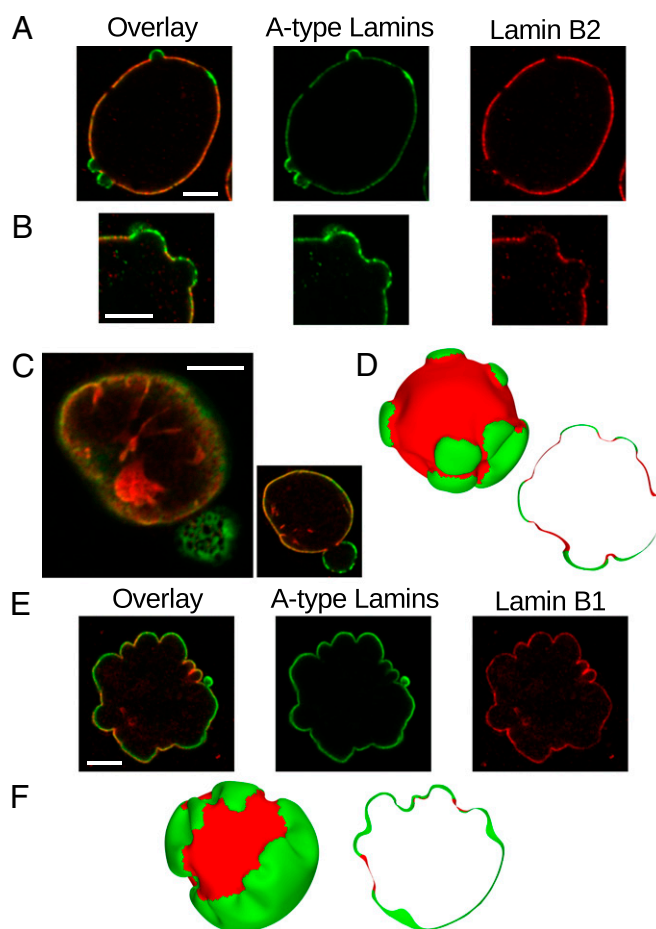 A
Overlay
A-type Lamins
Lamin B2
B
C
D
E
Overlay
A-type Lamins
Lamin B1
F